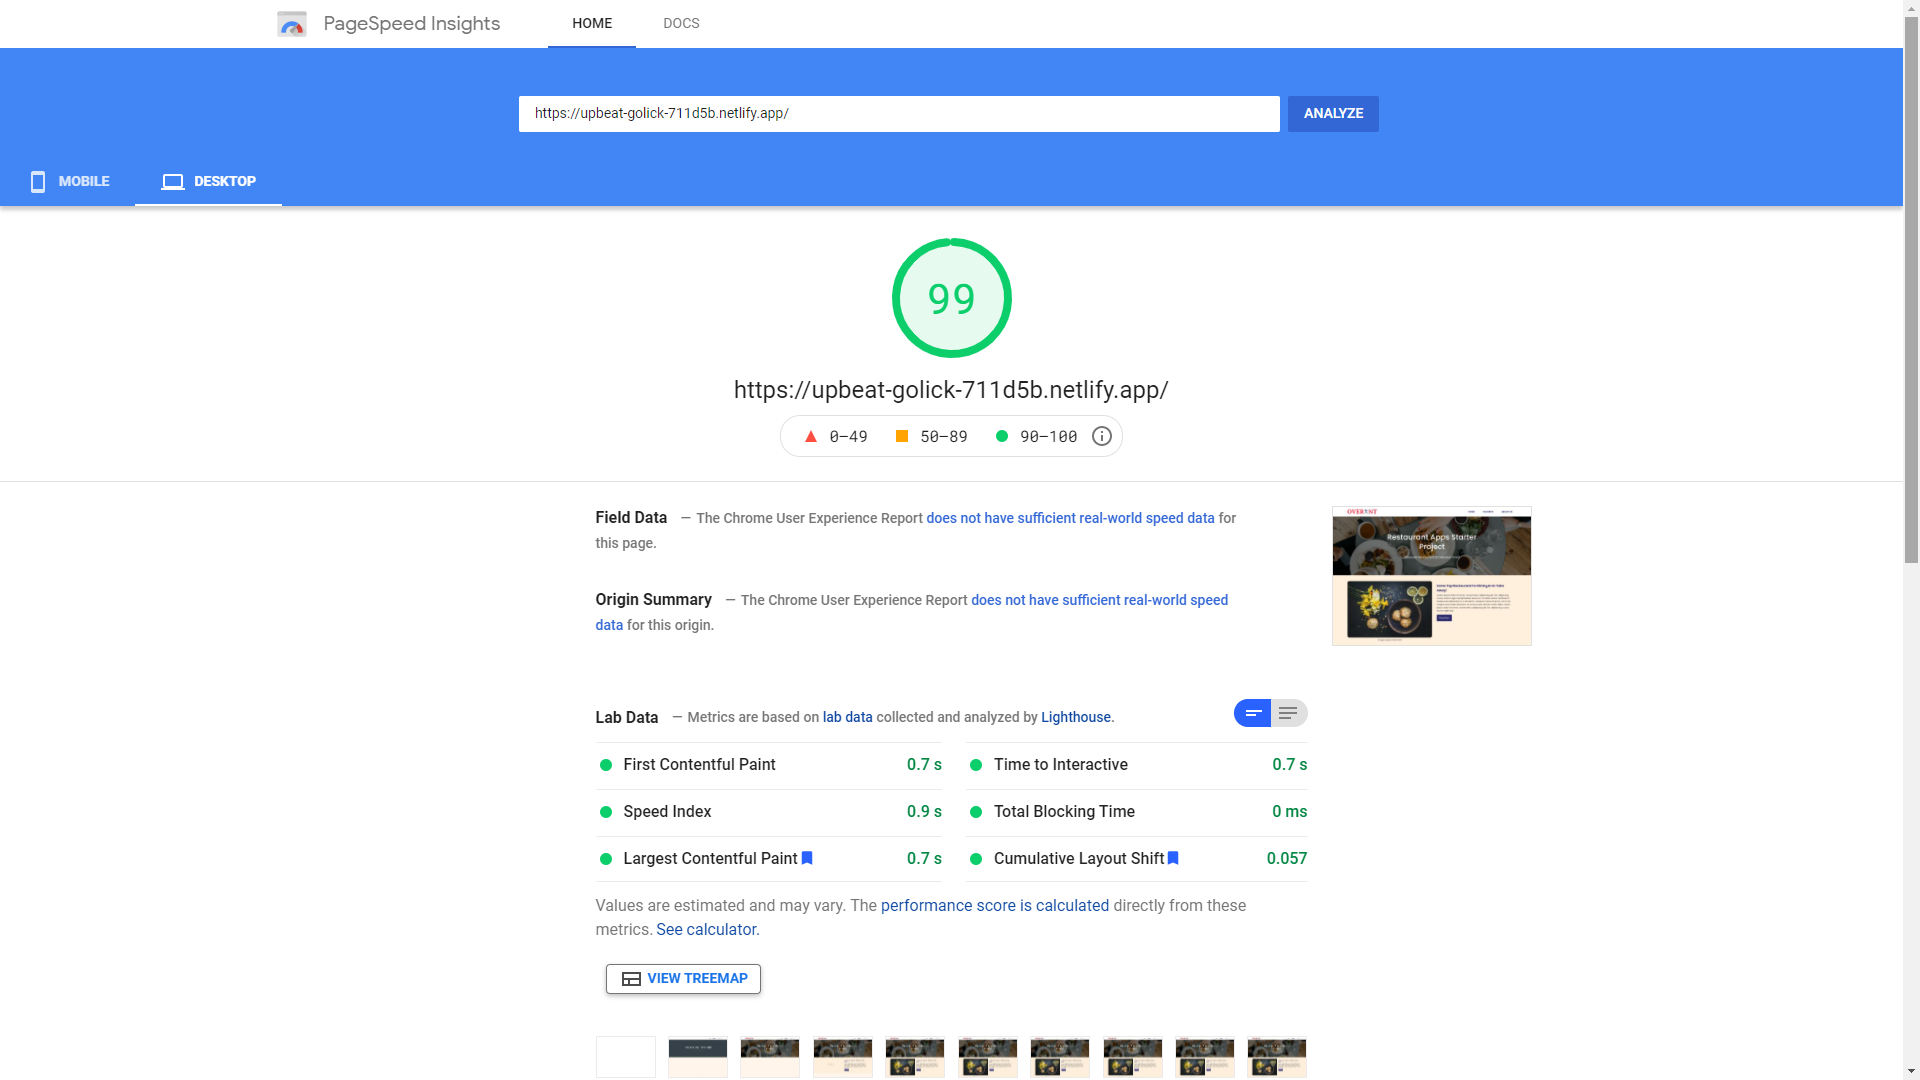 PageSpeed Insights
HOME
DOCS
https://upbeat-golick-711d5b.netlify.app/
ANALYZE
MOBILE
DESKTOP
99
https://upbeat-golick-711d5b.netlify.app/
0–49
50–89
90–100
Field Data — The Chrome User Experience Report does not have sufficient real-world speed data for
this page.
OVERENT
Restaurant Apps Starter
Project
Origin Summary — The Chrome User Experience Report does not have sufficient real-world speed
data for this origin.
Lab Data — Metrics are based on lab data collected and analyzed by Lighthouse.
First Contentful Paint 0.7 s
Time to Interactive 0.7 s
Speed Index 0.9 s
Total Blocking Time 0 ms
Largest Contentful Paint 0.7 s
Cumulative Layout Shift 0.057
Values are estimated and may vary. The performance score is calculated directly from these
metrics. See calculator.
VIEW TREEMAP